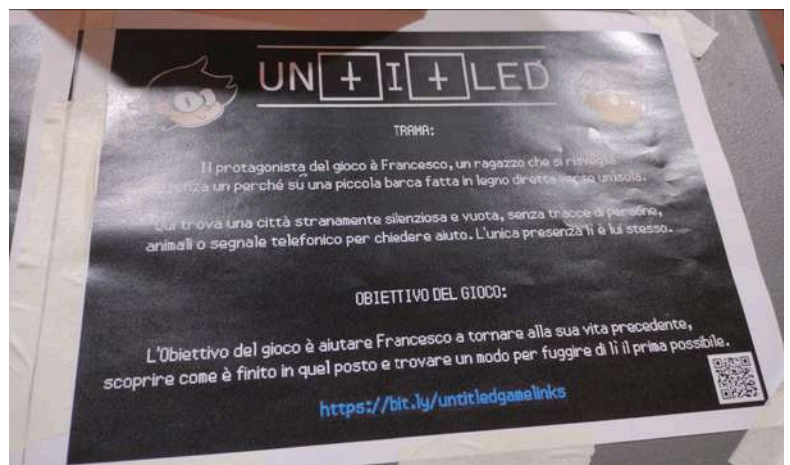 UN†I†LED
TRAMA:
Il protagonista del gioco è Francesco, un ragazzo che si risveglia
senza un perché su una piccola barca fatta in legno diretta verso un'isola.
Qui trova una città stranamente silenziosa e vuota, senza tracce di persone,
animali o segnale telefonico per chiedere aiuto. L'unica presenza lì è lui stesso.
OBIETTIVO DEL GIOCO:
L'Obiettivo del gioco è aiutare Francesco a tornare alla sua vita precedente,
scoprire come è finito in quel posto e trovare un modo per fuggire di lì il prima possibile.
https://bit.ly/untitledgamelinks